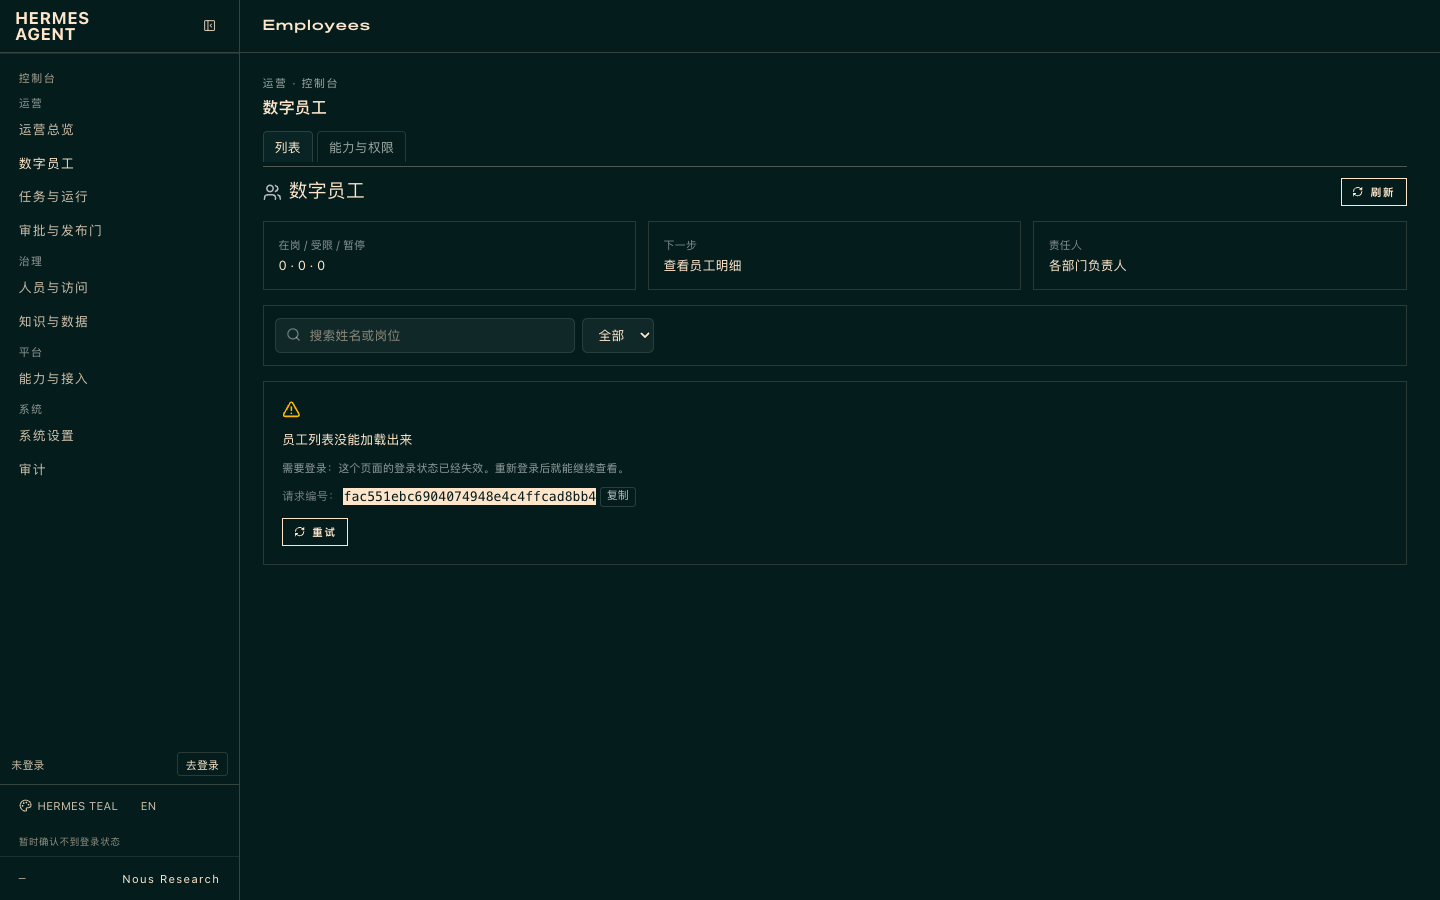 HERMES
AGENT
Employees
控制台
运营
运营总览
数字员工
任务与运行
审批与发布门
治理
人员与访问
知识与数据
平台
能力与接入
系统
系统设置
审计
未登录
去登录
HERMES TEAL
EN
暂时确认不到登录状态
–
Nous Research
运营 · 控制台
数字员工
列表
能力与权限
数字员工
刷新
在岗 / 受限 / 暂停
0 · 0 · 0
下一步
查看员工明细
责任人
各部门负责人
搜索姓名或岗位
全部
员工列表没能加载出来
需要登录：这个页面的登录状态已经失效。重新登录后就能继续查看。
请求编号： fac551ebc6904074948e4c4ffcad8bb4 复制
重试